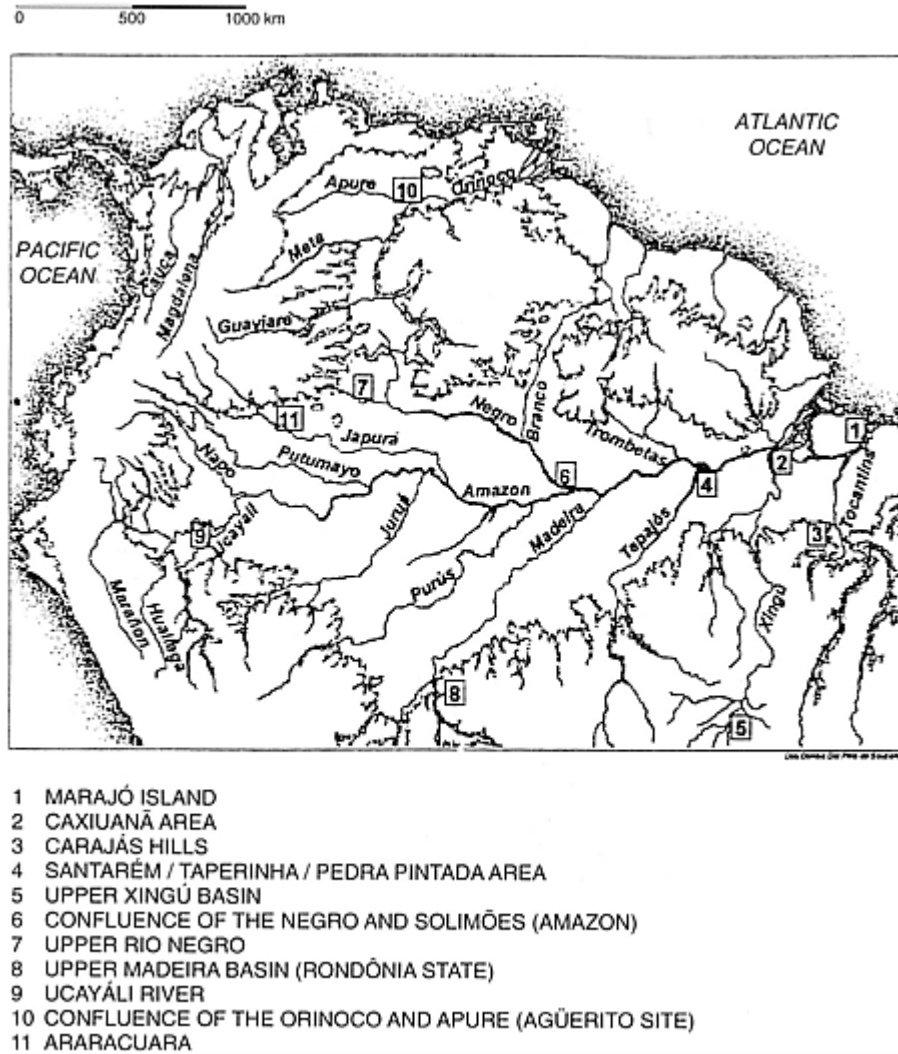 0 500 1000 km
ATLANTIC
OCEAN
PACIFIC
OCEAN
Apure
10
Orinoco
Meta
Cauca
Magdalena
Guaviare
7
Negro
Branco
11
Japurá
Trombetas
1
Napo
Putumayo
6
4
2
Tocantins
Amazon
Madeira
Tapajós
9
Ucayali
Juruá
3
Purús
Xingú
Marañon
Huallaga
8
5
1 MARAJÓ ISLAND
2 CAXIUANÃ AREA
3 CARAJÁS HILLS
4 SANTARÉM / TAPERINHA / PEDRA PINTADA AREA
5 UPPER XINGÚ BASIN
6 CONFLUENCE OF THE NEGRO AND SOLIMÕES (AMAZON)
7 UPPER RIO NEGRO
8 UPPER MADEIRA BASIN (RONDÔNIA STATE)
9 UCAYÁLI RIVER
10 CONFLUENCE OF THE ORINOCO AND APURE (AGÜERITO SITE)
11 ARARACUARA